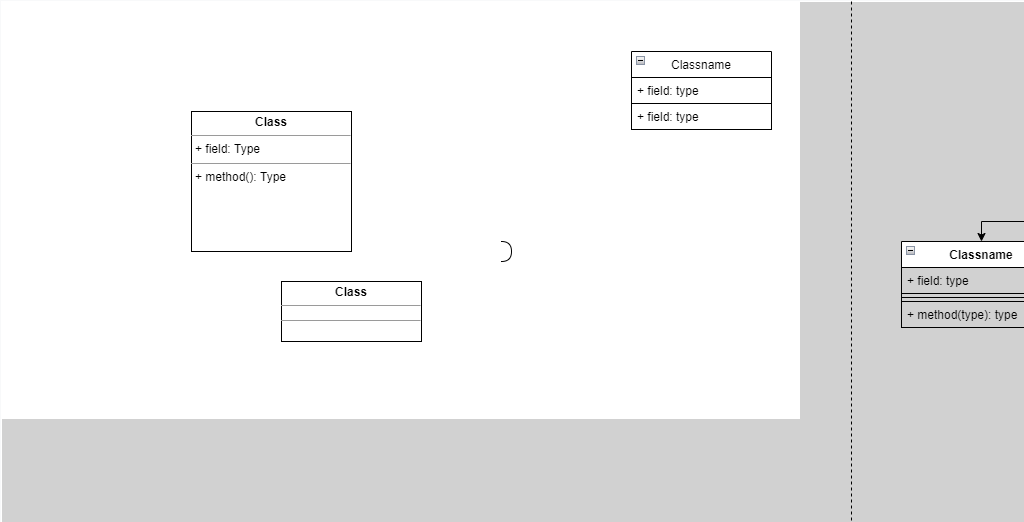 Classname
+ field: type
+ field: type
Class
+ field: Type
+ method(): Type
Class
Classname
+ field: type
+ method(type): type